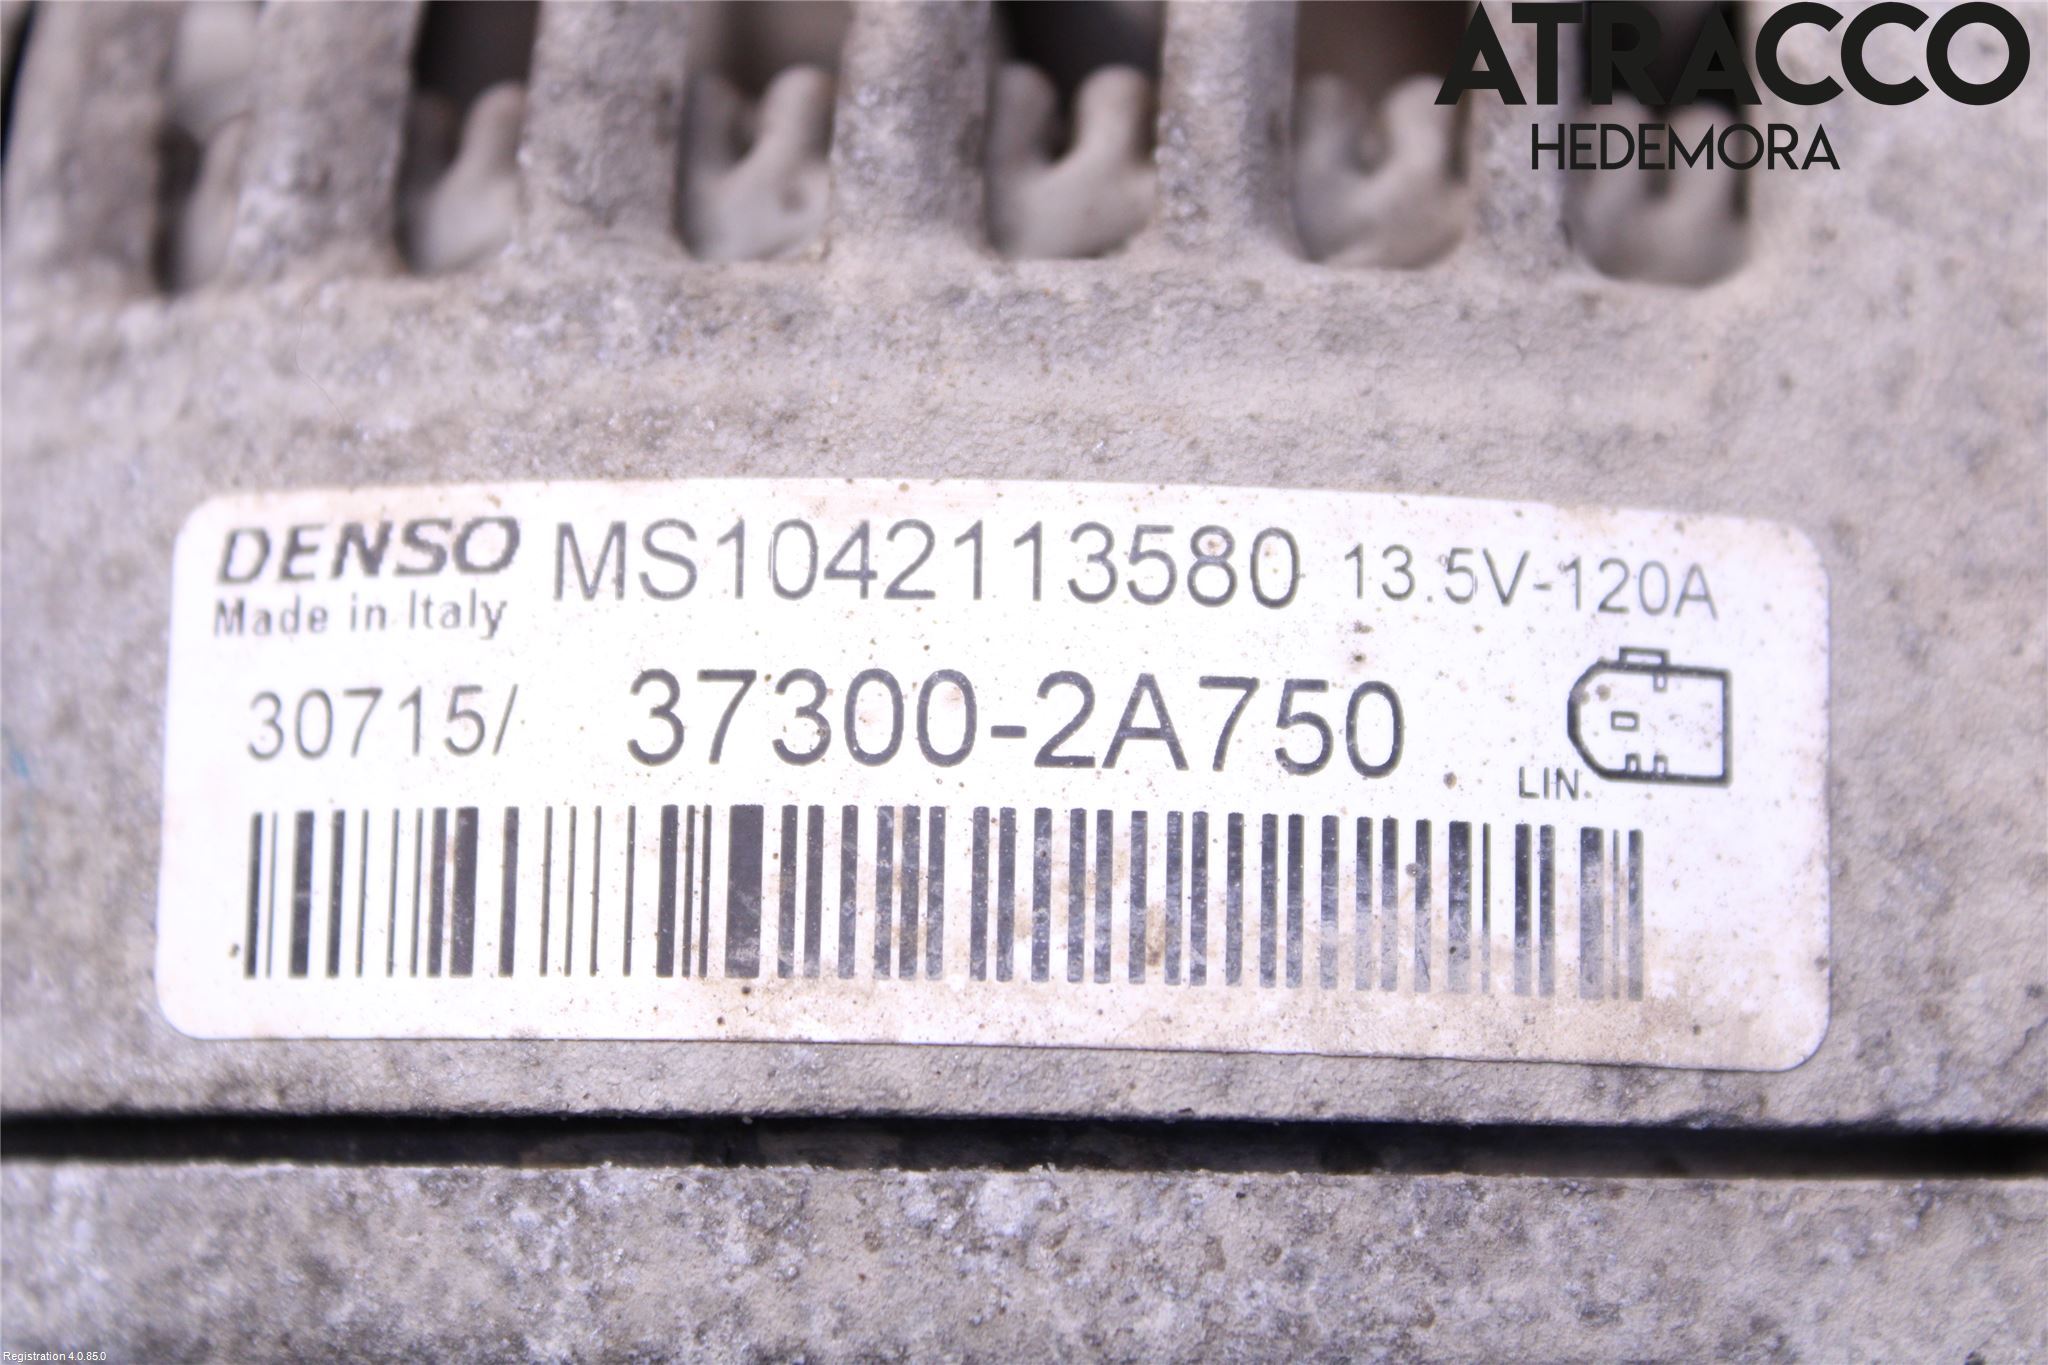 ATRACCO
HEDEMORA
DENSO MS1042113580 13.5V-120A
Made in Italy
30715/ 37300-2A750
LIN.
Registration 4.0.85.0